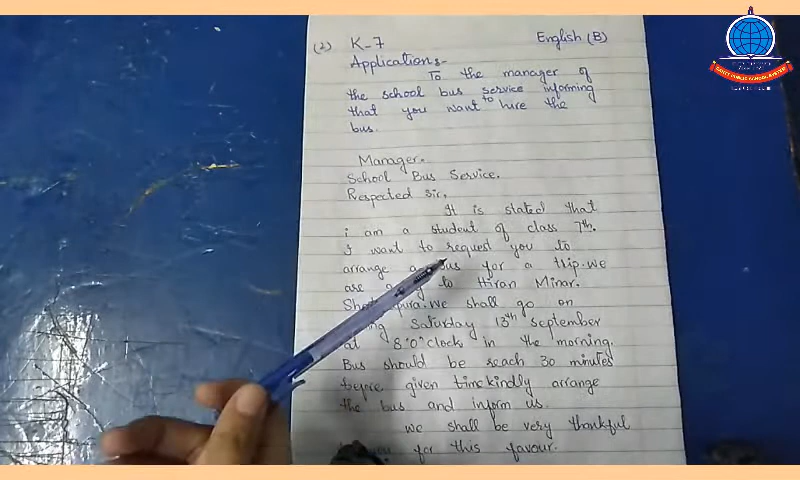 (2) K-7 English (B)
Applications:-
To the manager of
the school bus service informing
that you want to hire the
bus.
Manager.
School Bus Service.
Respected Sir,
It is stated that
i am a student of class 7th.
I want to request you to
arrange a bus for a trip. we
are to Hiran Minar.
we shall go on
Saturday 13th september
at 8'0"clock in the morning.
Bus should be reach 30 minutes
before given time kindly arrange
the bus and inform us.
we shall be very thankful
for this favour.